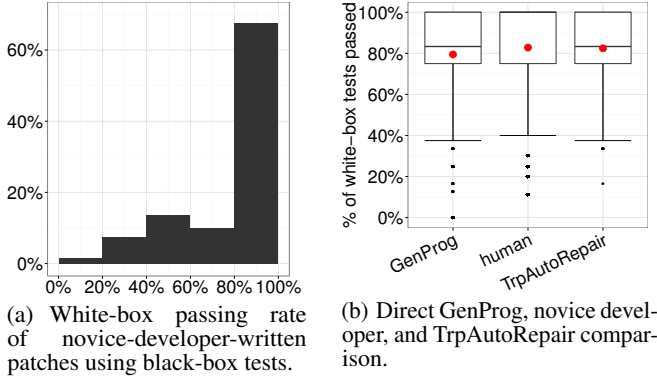 60%
40%
20%
0%
0% 20% 40% 60% 80% 100%
(a) White-box passing rate
of novice-developer-written
patches using black-box tests.
% of white−box tests passed
100%
80%
60%
40%
20%
0%
GenProg
human
TrpAutoRepair
(b) Direct GenProg, novice devel-
oper, and TrpAutoRepair compar-
ison.